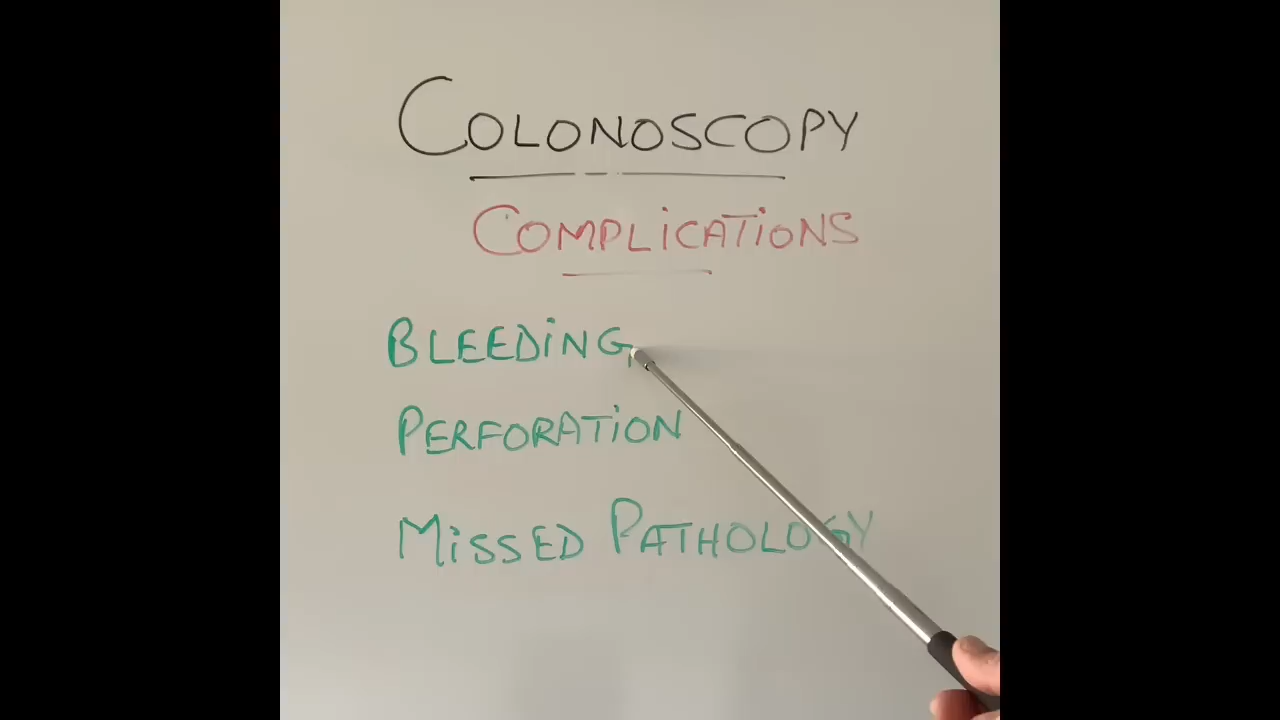 COLONOSCOPY
COMPLiCATiONS
BLEEDiNG
PERFORATiON
MiSSED PATHOLOGY